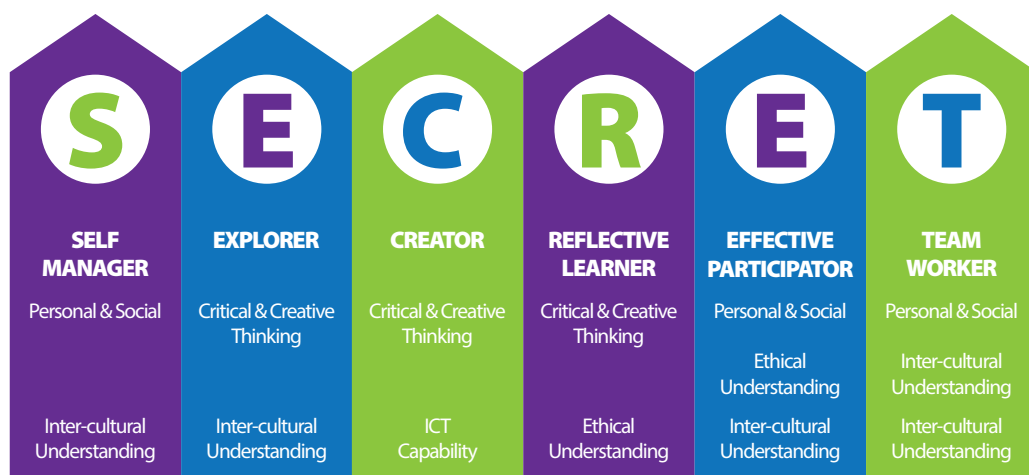 S
SELF
MANAGER
Personal & Social
Inter-cultural
Understanding
E
EXPLORER
Critical & Creative
Thinking
Inter-cultural
Understanding
C
CREATOR
Critical & Creative
Thinking
ICT
Capability
R
REFLECTIVE
LEARNER
Critical & Creative
Thinking
Ethical
Understanding
E
EFFECTIVE
PARTICIPATOR
Personal & Social
Ethical
Understanding
Inter-cultural
Understanding
T
TEAM
WORKER
Personal & Social
Inter-cultural
Understanding
Inter-cultural
Understanding